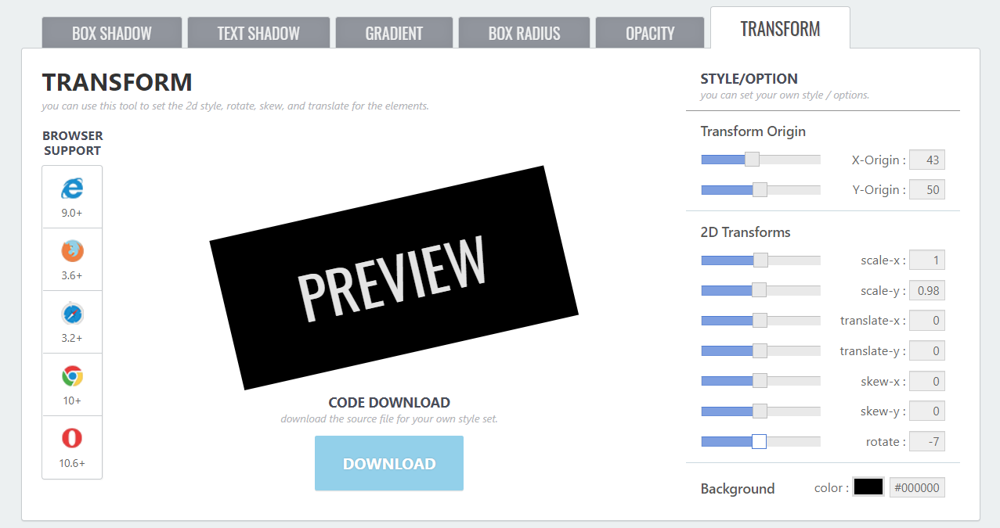 BOX SHADOW
TEXT SHADOW
GRADIENT
BOX RADIUS
OPACITY
TRANSFORM
TRANSFORM
you can use this tool to set the 2d style, rotate, skew, and translate for the elements.
BROWSER
SUPPORT
9.0+
3.6+
3.2+
10+
10.6+
PREVIEW
CODE DOWNLOAD
download the source file for your own style set.
DOWNLOAD
STYLE/OPTION
you can set your own style / options.
Transform Origin
X-Origin : 43
Y-Origin : 50
2D Transforms
scale-x : 1
scale-y : 0.98
translate-x : 0
translate-y : 0
skew-x : 0
skew-y : 0
rotate : -7
Background color : #000000